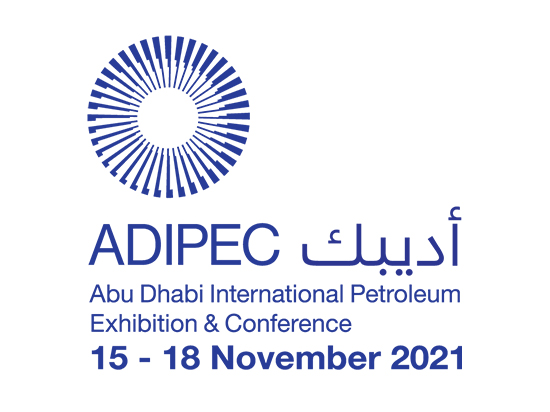 ADIPEC أديبك
Abu Dhabi International Petroleum
Exhibition & Conference
15 - 18 November 2021